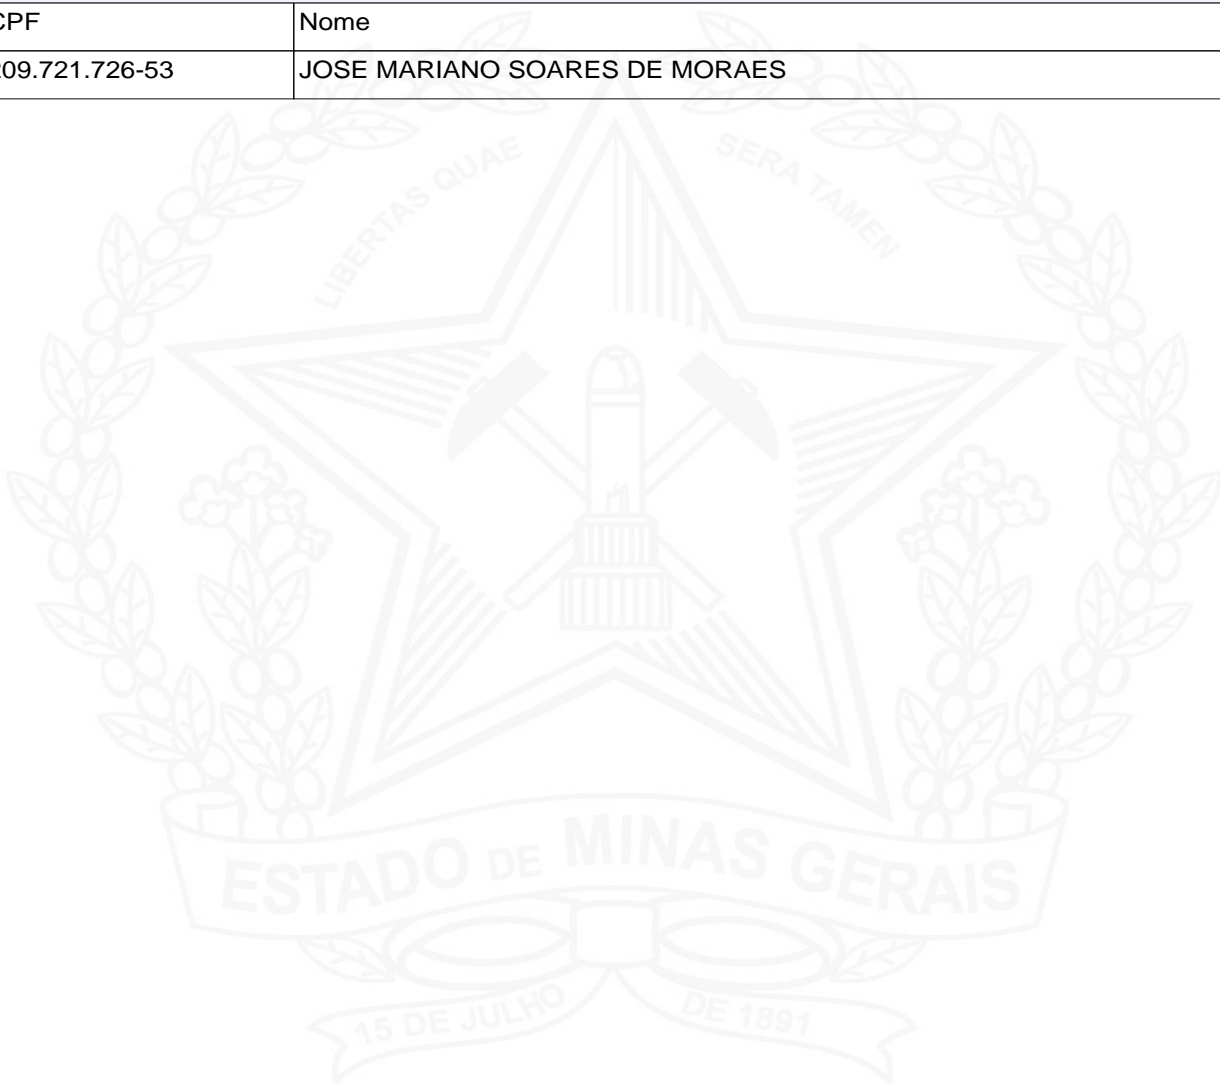 CPF Nome
209.721.726-53 JOSE MARIANO SOARES DE MORAES
LIBERTAS QUAE SERA TAMEN
ESTADO DE MINAS GERAIS
15 DE JULHO DE 1891